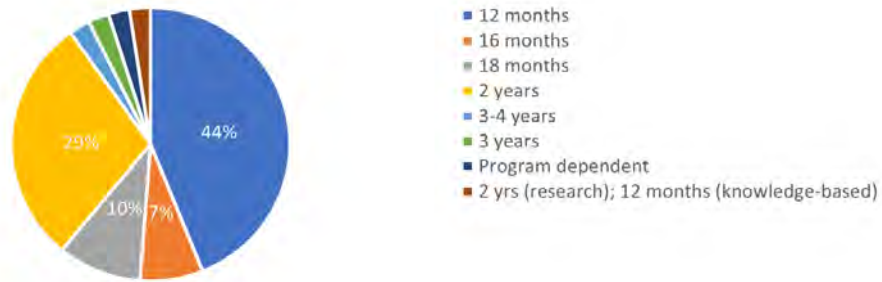 12 months
16 months
18 months
2 years
3-4 years
3 years
Program dependent
2 yrs (research); 12 months (knowledge-based)
44%
29%
10%
7%